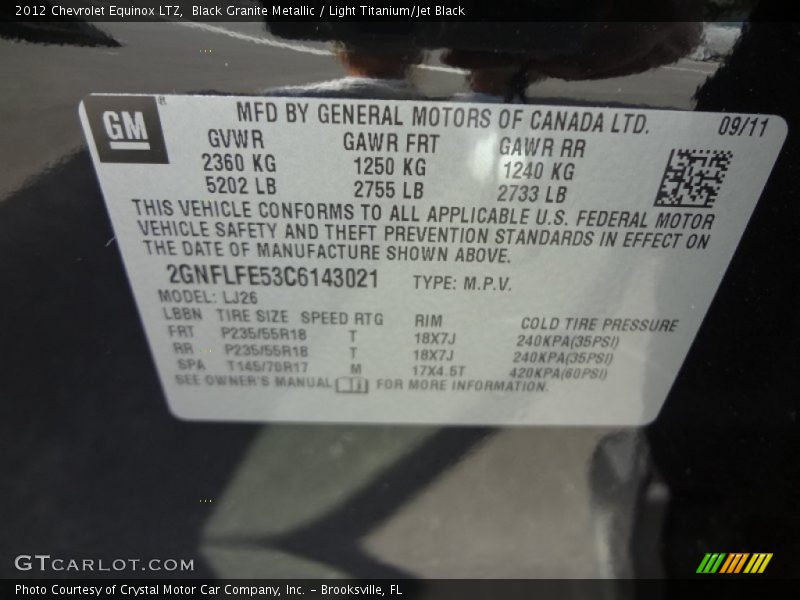 2012 Chevrolet Equinox LTZ, Black Granite Metallic / Light Titanium/Jet Black
GM
MFD BY GENERAL MOTORS OF CANADA LTD. 09/11
GVWR GAWR FRT GAWR RR
2360 KG 1250 KG 1240 KG
5202 LB 2755 LB 2733 LB
THIS VEHICLE CONFORMS TO ALL APPLICABLE U.S. FEDERAL MOTOR
VEHICLE SAFETY AND THEFT PREVENTION STANDARDS IN EFFECT ON
THE DATE OF MANUFACTURE SHOWN ABOVE.
2GNFLFE53C6143021 TYPE: M.P.V.
MODEL: LJ26
LBBN TIRE SIZE SPEED RTG RIM COLD TIRE PRESSURE
FRT P235/55R18 T 18X7J 240KPA(35PSI)
RR P235/55R18 T 18X7J 240KPA(35PSI)
SPA T145/70R17 M 17X4.5T 420KPA(60PSI)
SEE OWNER'S MANUAL FOR MORE INFORMATION.
GTCARLOT.COM
Photo Courtesy of Crystal Motor Car Company, Inc. – Brooksville, FL